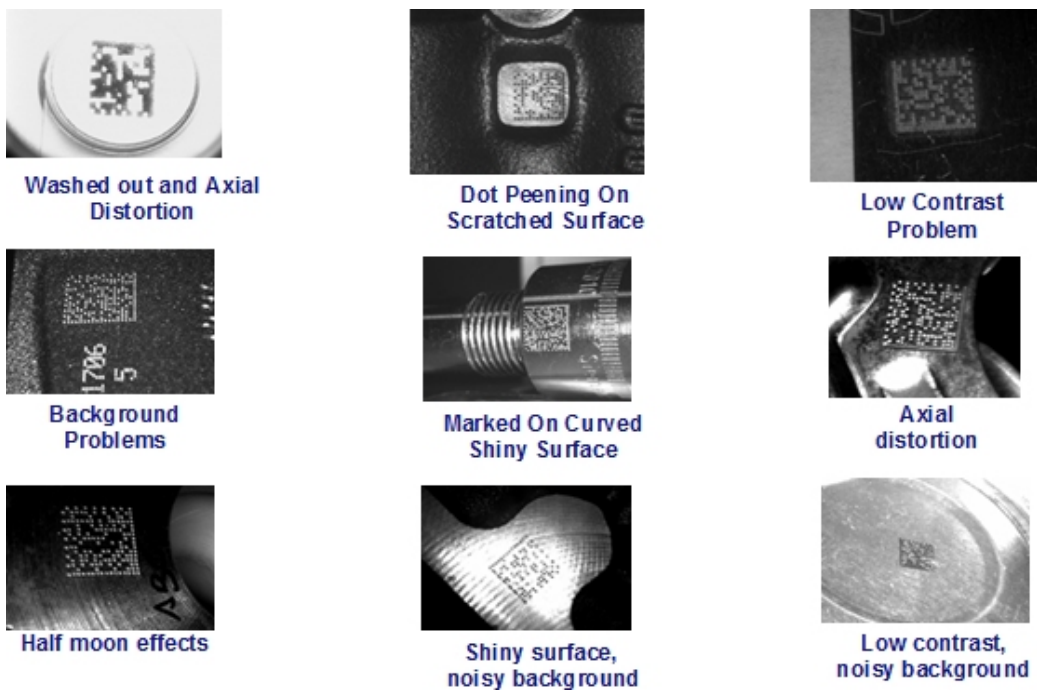 Washed out and Axial
Distortion
Dot Peening On
Scratched Surface
Low Contrast
Problem
1706
5
Background
Problems
Marked On Curved
Shiny Surface
Axial
distortion
Half moon effects
Shiny surface,
noisy background
Low contrast,
noisy background